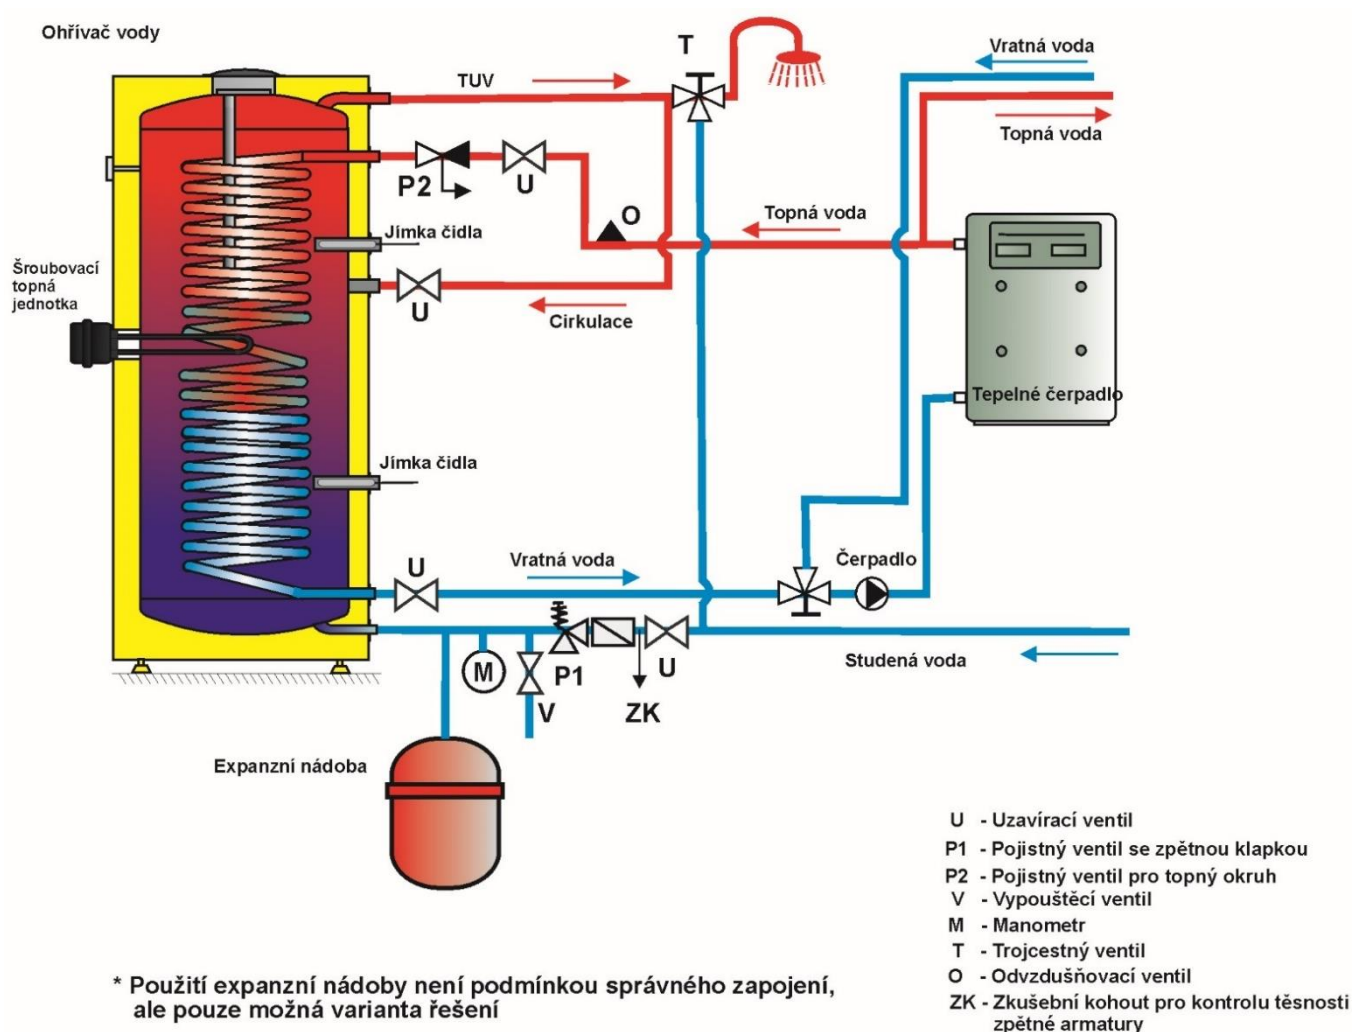 Ohřívač vody
T
Vratná voda
TUV
Topná voda
P2
U
O
Topná voda
Jímka čidla
Šroubovací
topná
jednotka
U
Cirkulace
Tepelné čerpadlo
Jímka čidla
U
Vratná voda
Čerpadlo
M
P1
U
Studená voda
V
ZK
Expanzní nádoba
U - Uzavírací ventil
P1 - Pojistný ventil se zpětnou klapkou
P2 - Pojistný ventil pro topný okruh
V - Vypouštěcí ventil
M - Manometr
T - Trojcestný ventil
O - Odvzdušňovací ventil
ZK - Zkušební kohout pro kontrolu těsnosti
zpětné armatury
* Použití expanzní nádoby není podmínkou správného zapojení,
ale pouze možná varianta řešení